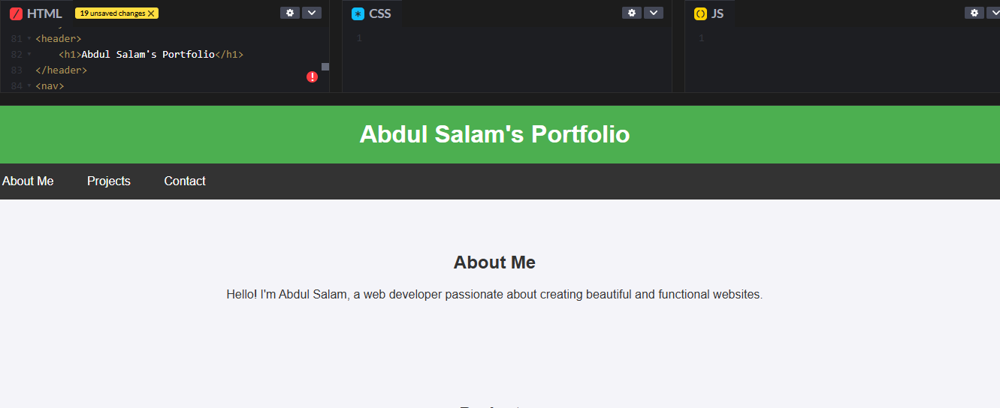 HTML 19 unsaved changes X
CSS
JS
81 <header>
82 <h1>Abdul Salam's Portfolio</h1>
83 </header>
84 <nav>
1
1
Abdul Salam's Portfolio
About Me Projects Contact
About Me
Hello! I'm Abdul Salam, a web developer passionate about creating beautiful and functional websites.